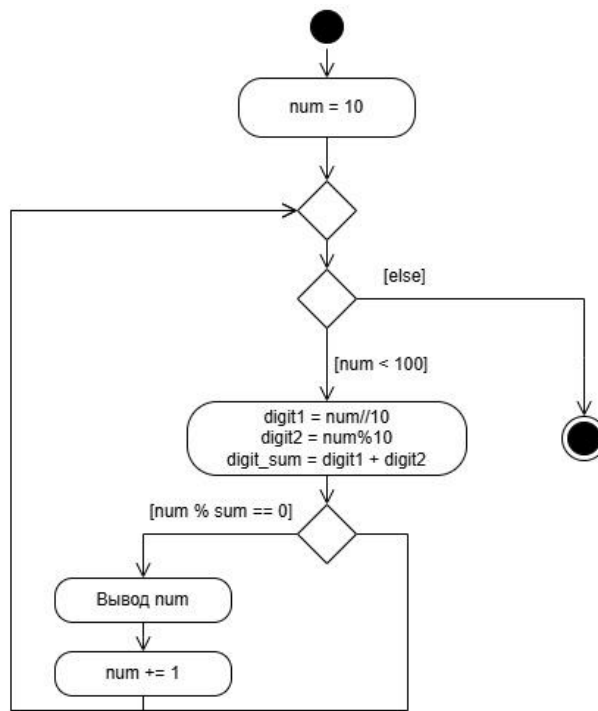 num = 10
[else]
[num < 100]
digit1 = num//10
digit2 = num%10
digit_sum = digit1 + digit2
[num % sum == 0]
Вывод num
num += 1